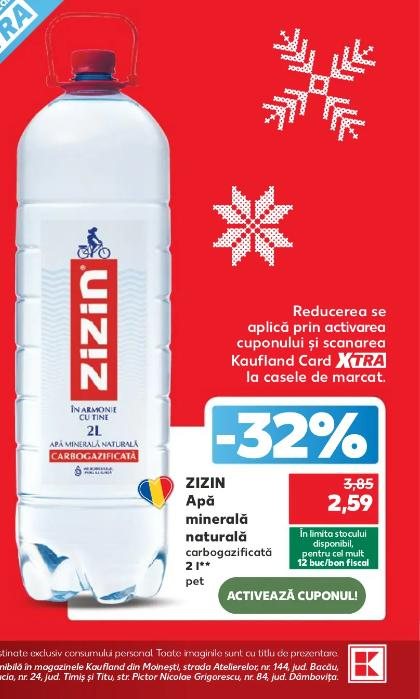 TRA
zizin
ÎN ARMONIE
CU TINE
2L
APĂ MINERALĂ NATURALĂ
CARBOGAZIFICATĂ
Reducerea se
aplică prin activarea
cuponului și scanarea
Kaufland Card XTRA
la casele de marcat.
-32%
ZIZIN
Apă
minerală
naturală
carbogazificată
2 l**
pet
3,85
2,59
În limita stocului
disponibil,
pentru cel mult
12 buc/bon fiscal
ACTIVEAZĂ CUPONUL!
stinate exclusiv consumului personal. Toate imaginile sunt cu titlu de prezentare.
onibilă în magazinele Kaufland din Moinești, strada Atelierelor, nr. 144, jud. Bacău,
acia, nr. 24, jud. Timiș și Titu, str. Pictor Nicolae Grigorescu, nr. 84, jud. Dâmbovița.